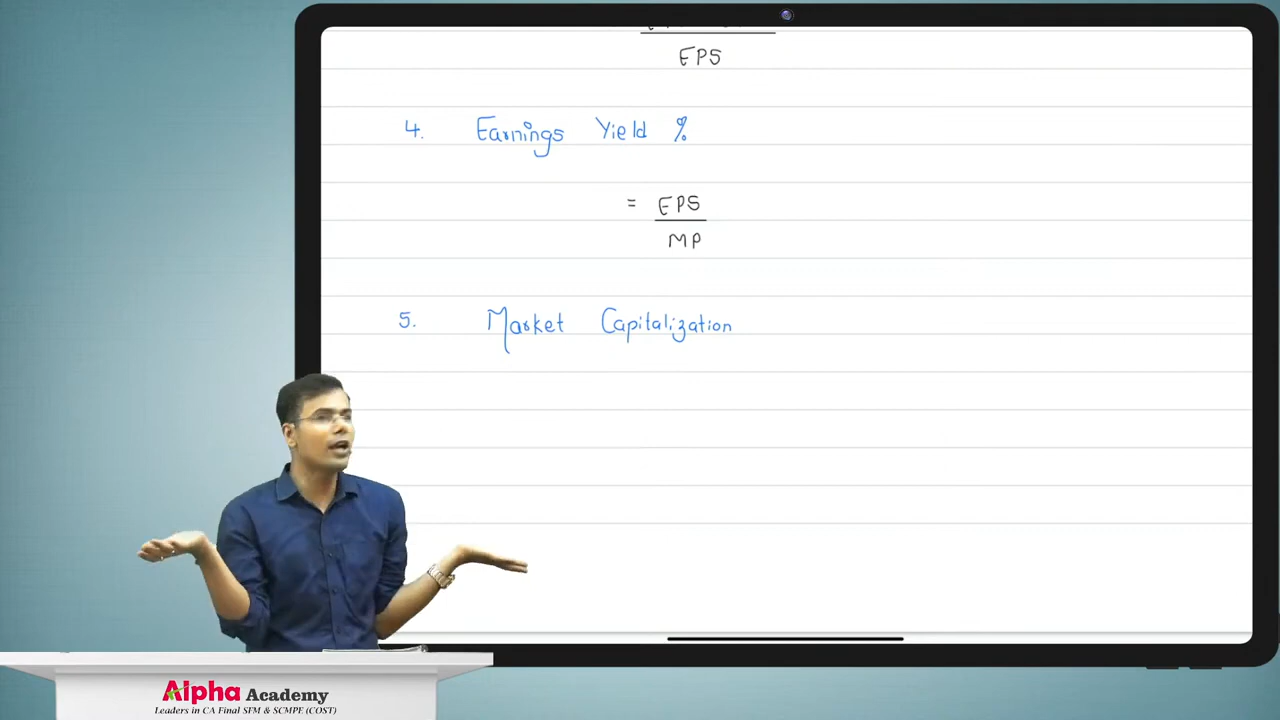 EPS
4. Earnings Yield %
= EPS
MP
5. Market Capitalization
Alpha Academy
Leaders in CA Final SFM & SCMPE (COST)